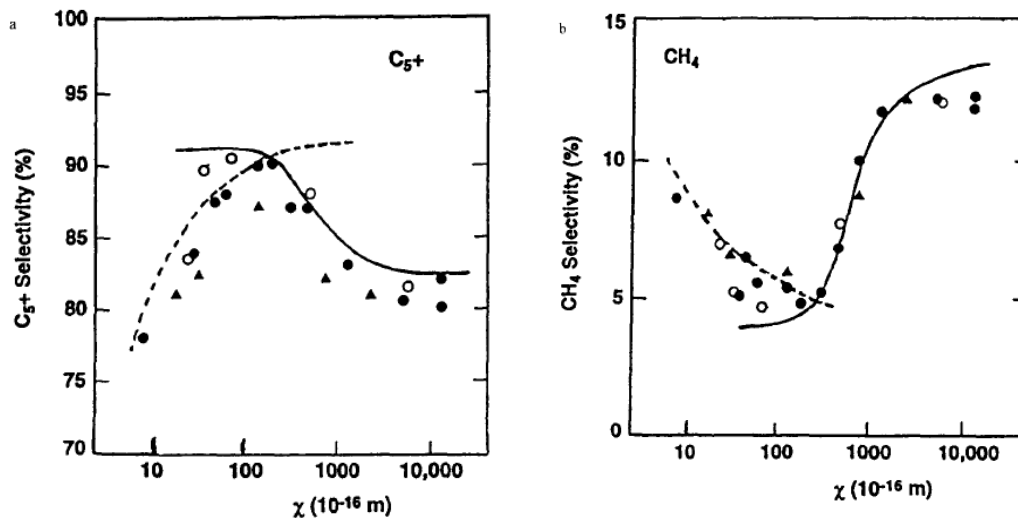 a
C₅+
C₅+ Selectivity (%)
100
95
90
85
80
75
70
10
100
1000
10,000
χ (10⁻¹⁶ m)
b
CH₄
CH₄ Selectivity (%)
15
10
5
0
10
100
1000
10,000
χ (10⁻¹⁶ m)